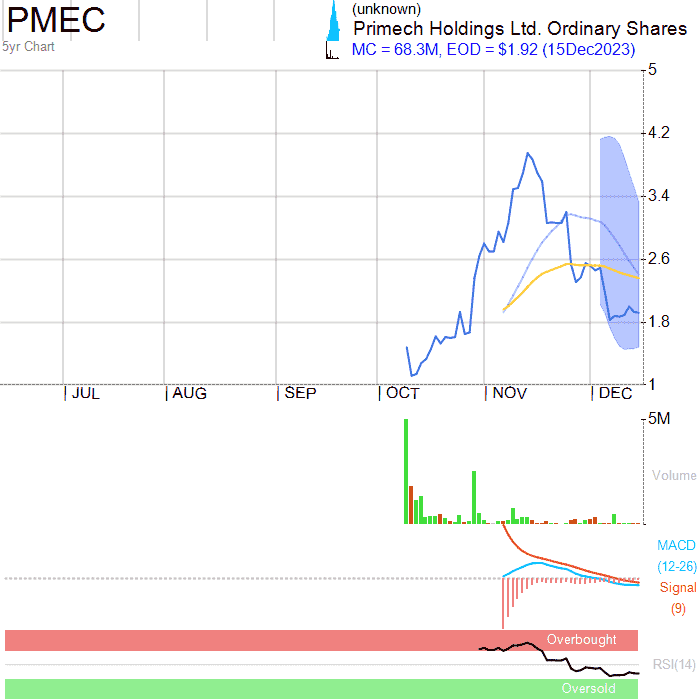 PMEC
5yr Chart
(unknown)
Primech Holdings Ltd. Ordinary Shares
MC = 68.3M, EOD = $1.92 (15Dec2023)
5
4.2
3.4
2.6
1.8
1
JUL AUG SEP OCT NOV DEC
5M
Volume
MACD
(12-26)
Signal
(9)
Overbought
RSI(14)
Oversold